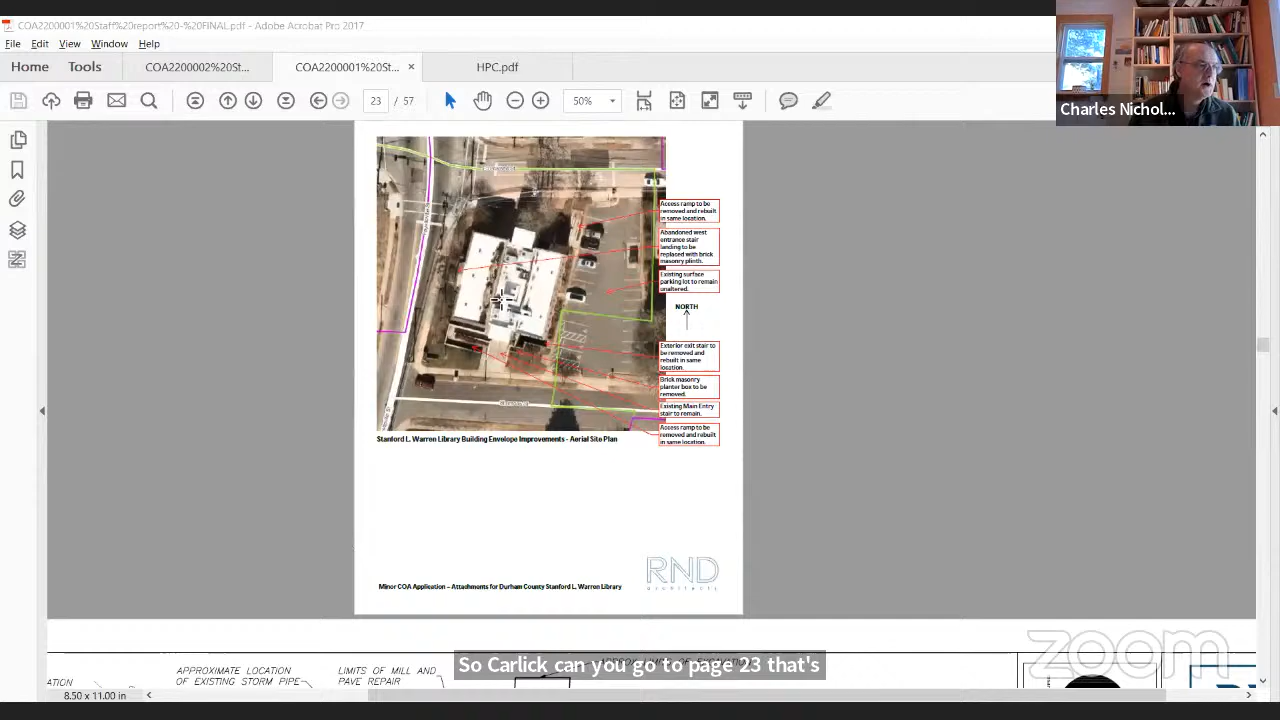 COA2200001%20Staff%20report%20-%20FINAL.pdf - Adobe Acrobat Pro 2017
File Edit View Window Help
Home Tools COA2200002%20St... COA2200001%20St... × HPC.pdf
23 / 57 50%
Charles Nichol...
Access ramp to be
removed and rebuilt
in same location.
Abandoned west
entrance stair
landing to be
replaced with brick
masonry plinth.
Existing surface
parking lot to remain
unaltered.
NORTH
Exterior exit stair to
be removed and
rebuilt in same
location.
Brick masonry
planter box to be
removed.
Existing Main Entry
stair to remain.
Access ramp to be
removed and rebuilt
in same location.
Stanford L. Warren Library Building Envelope Improvements - Aerial Site Plan
RND
architects
Minor COA Application – Attachments for Durham County Stanford L. Warren Library
zoom
So Carlick can you go to page 23 that's
APPROXIMATE LOCATION
OF EXISTING STORM PIPE
LIMITS OF MILL AND
PAVE REPAIR
ATION
8.50 x 11.00 in